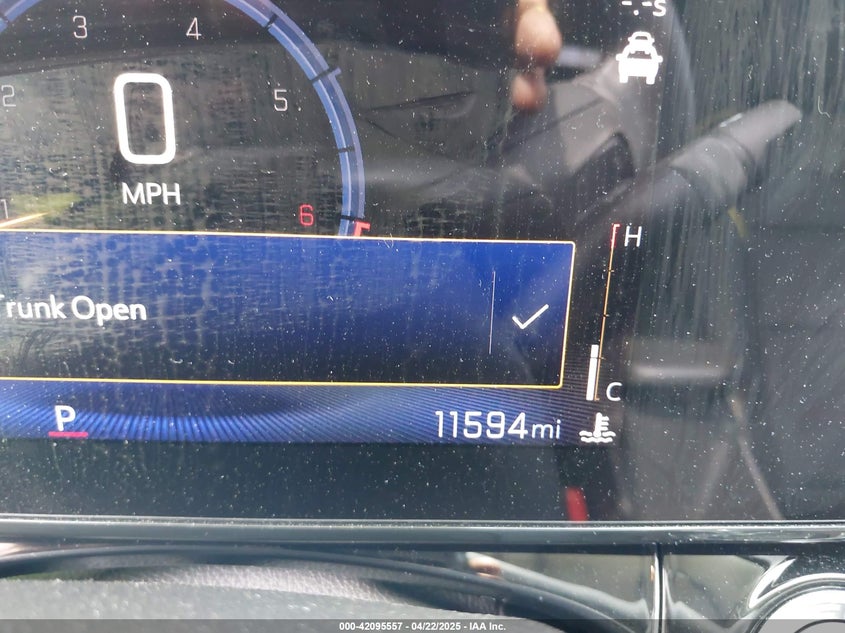 -.-s
3 4
2 5
0
MPH
1 6
H
Trunk Open
C
P 11594mi
000-42095557 - 04/22/2025 - IAA Inc.